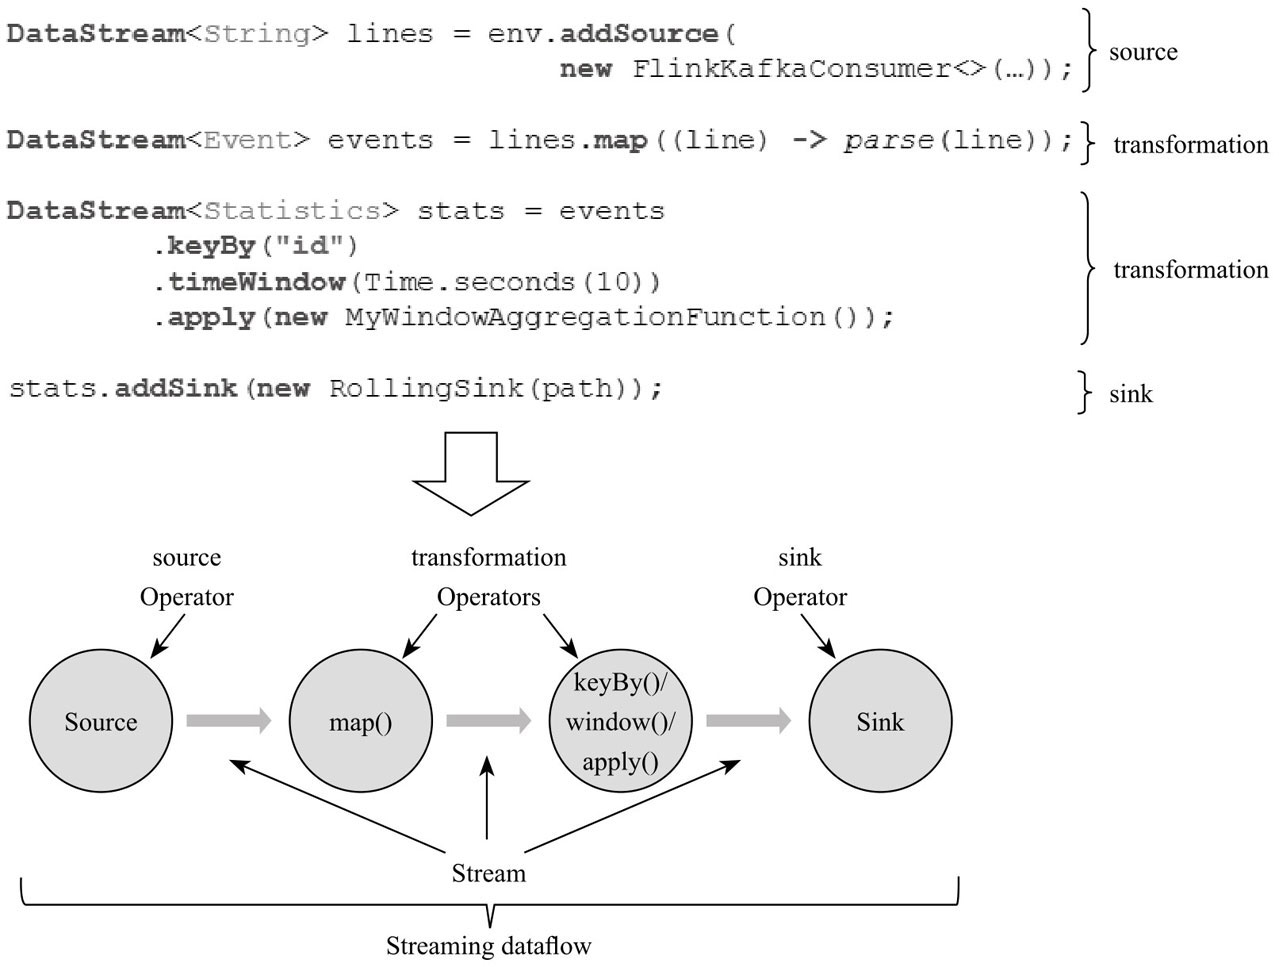 DataStream<String> lines = env.addSource(
new FlinkKafkaConsumer<>(…));
source
DataStream<Event> events = lines.map((line) -> parse(line));
transformation
DataStream<Statistics> stats = events
.keyBy("id")
.timeWindow(Time.seconds(10))
.apply(new MyWindowAggregationFunction());
transformation
stats.addSink(new RollingSink(path));
sink
source
Operator
transformation
Operators
sink
Operator
Source
map()
keyBy()/
window()/
apply()
Sink
Stream
Streaming dataflow